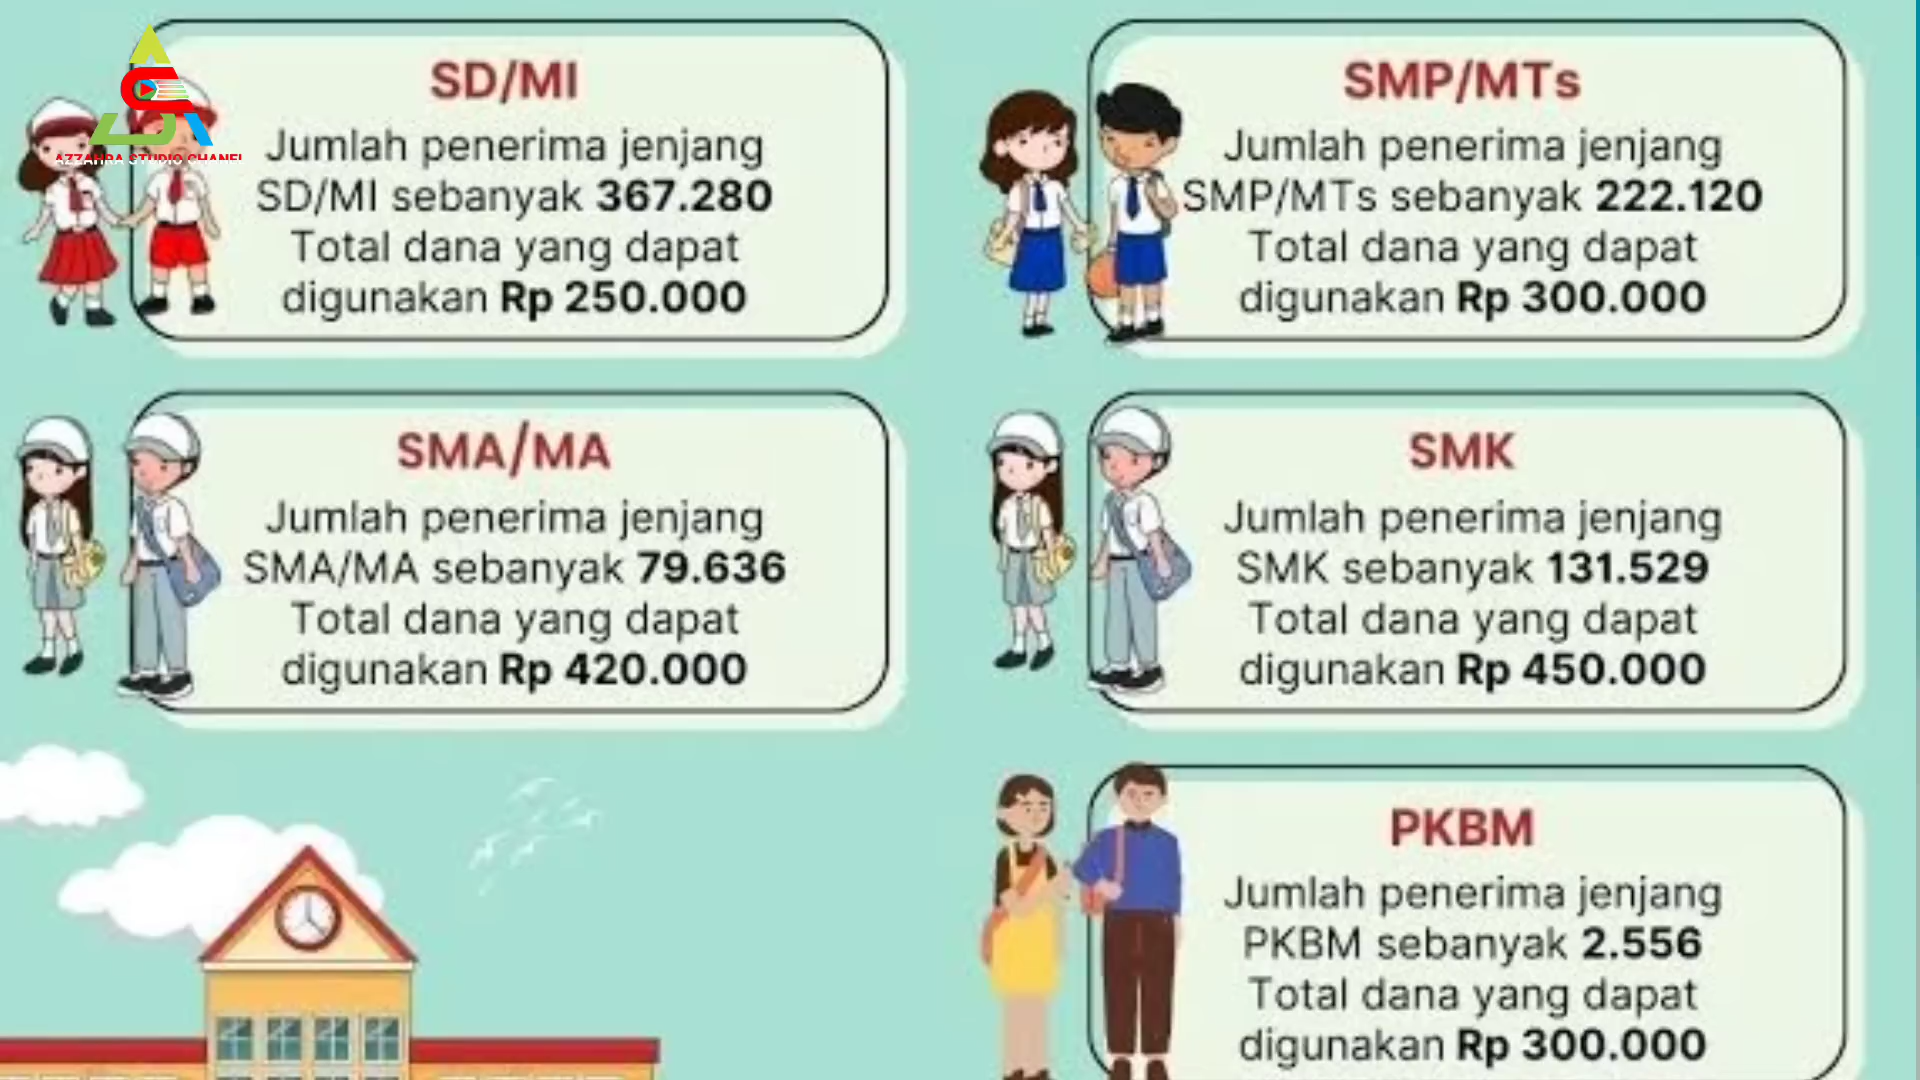 AZZAHRA STUDIO CHANEL
SD/MI
Jumlah penerima jenjang
SD/MI sebanyak 367.280
Total dana yang dapat
digunakan Rp 250.000
SMP/MTs
Jumlah penerima jenjang
SMP/MTs sebanyak 222.120
Total dana yang dapat
digunakan Rp 300.000
SMA/MA
Jumlah penerima jenjang
SMA/MA sebanyak 79.636
Total dana yang dapat
digunakan Rp 420.000
SMK
Jumlah penerima jenjang
SMK sebanyak 131.529
Total dana yang dapat
digunakan Rp 450.000
PKBM
Jumlah penerima jenjang
PKBM sebanyak 2.556
Total dana yang dapat
digunakan Rp 300.000